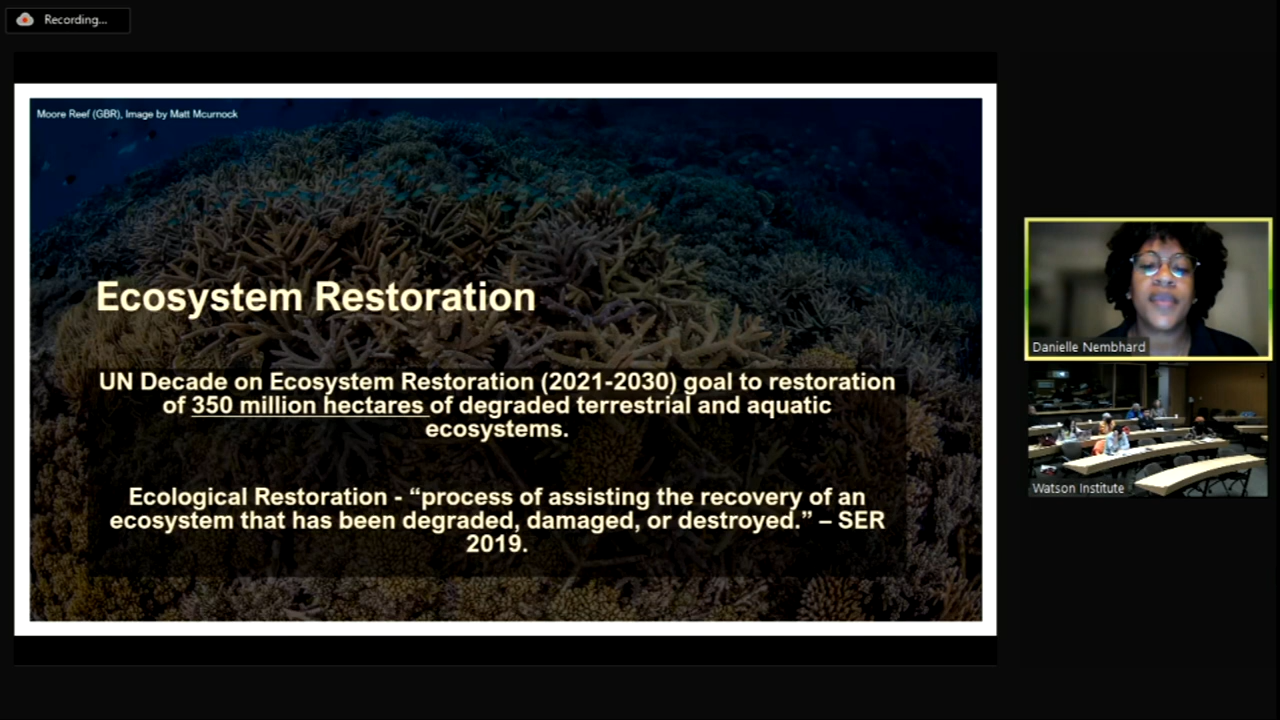 Recording...
Moore Reef (GBR), Image by Matt Mcurnock
Ecosystem Restoration
UN Decade on Ecosystem Restoration (2021-2030) goal to restoration
of 350 million hectares of degraded terrestrial and aquatic
ecosystems.
Ecological Restoration - “process of assisting the recovery of an
ecosystem that has been degraded, damaged, or destroyed.” – SER
2019.
Danielle Nembhard
Watson Institute